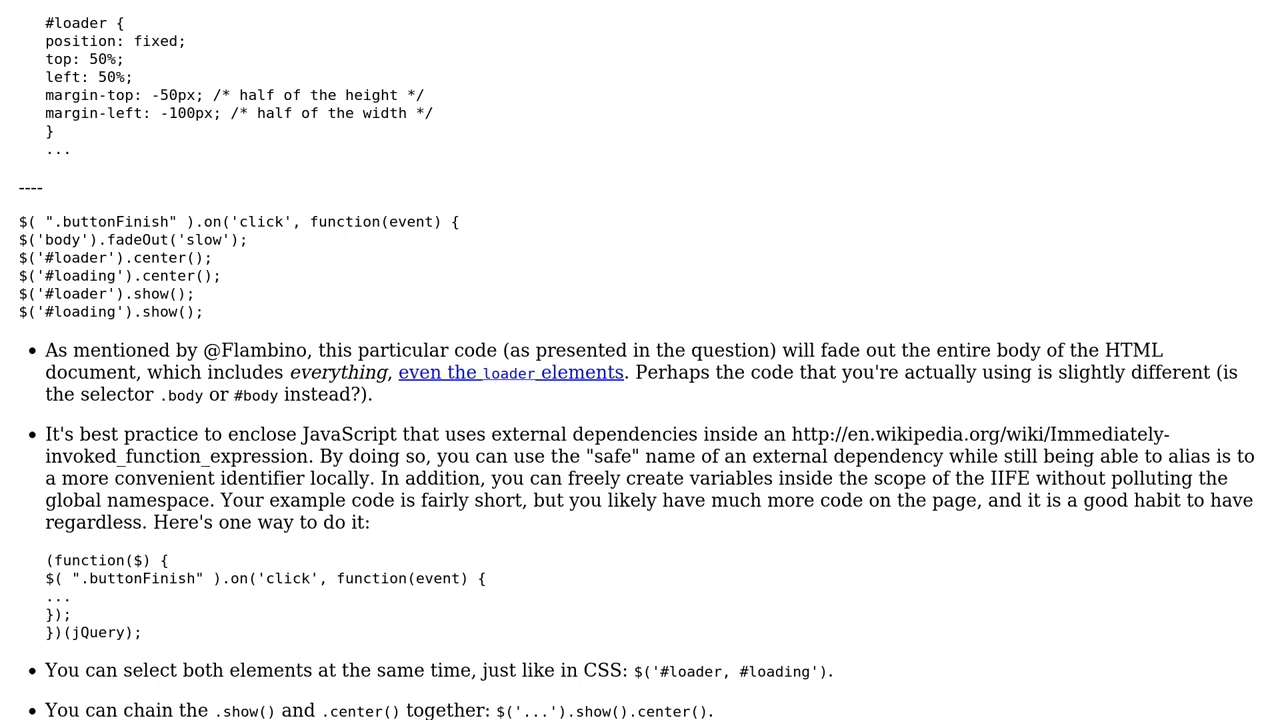 #loader {
position: fixed;
top: 50%;
left: 50%;
margin-top: -50px; /* half of the height */
margin-left: -100px; /* half of the width */
}
...
----
$( ".buttonFinish" ).on('click', function(event) {
$('body').fadeOut('slow');
$('#loader').center();
$('#loading').center();
$('#loader').show();
$('#loading').show();
• As mentioned by @Flambino, this particular code (as presented in the question) will fade out the entire body of the HTML
document, which includes everything, even the loader elements. Perhaps the code that you're actually using is slightly different (is
the selector .body or #body instead?).
• It's best practice to enclose JavaScript that uses external dependencies inside an http://en.wikipedia.org/wiki/Immediately-
invoked_function_expression. By doing so, you can use the "safe" name of an external dependency while still being able to alias is to
a more convenient identifier locally. In addition, you can freely create variables inside the scope of the IIFE without polluting the
global namespace. Your example code is fairly short, but you likely have much more code on the page, and it is a good habit to have
regardless. Here's one way to do it:
(function($) {
$( ".buttonFinish" ).on('click', function(event) {
...
});
})(jQuery);
• You can select both elements at the same time, just like in CSS: $('#loader, #loading').
• You can chain the .show() and .center() together: $('...').show().center().